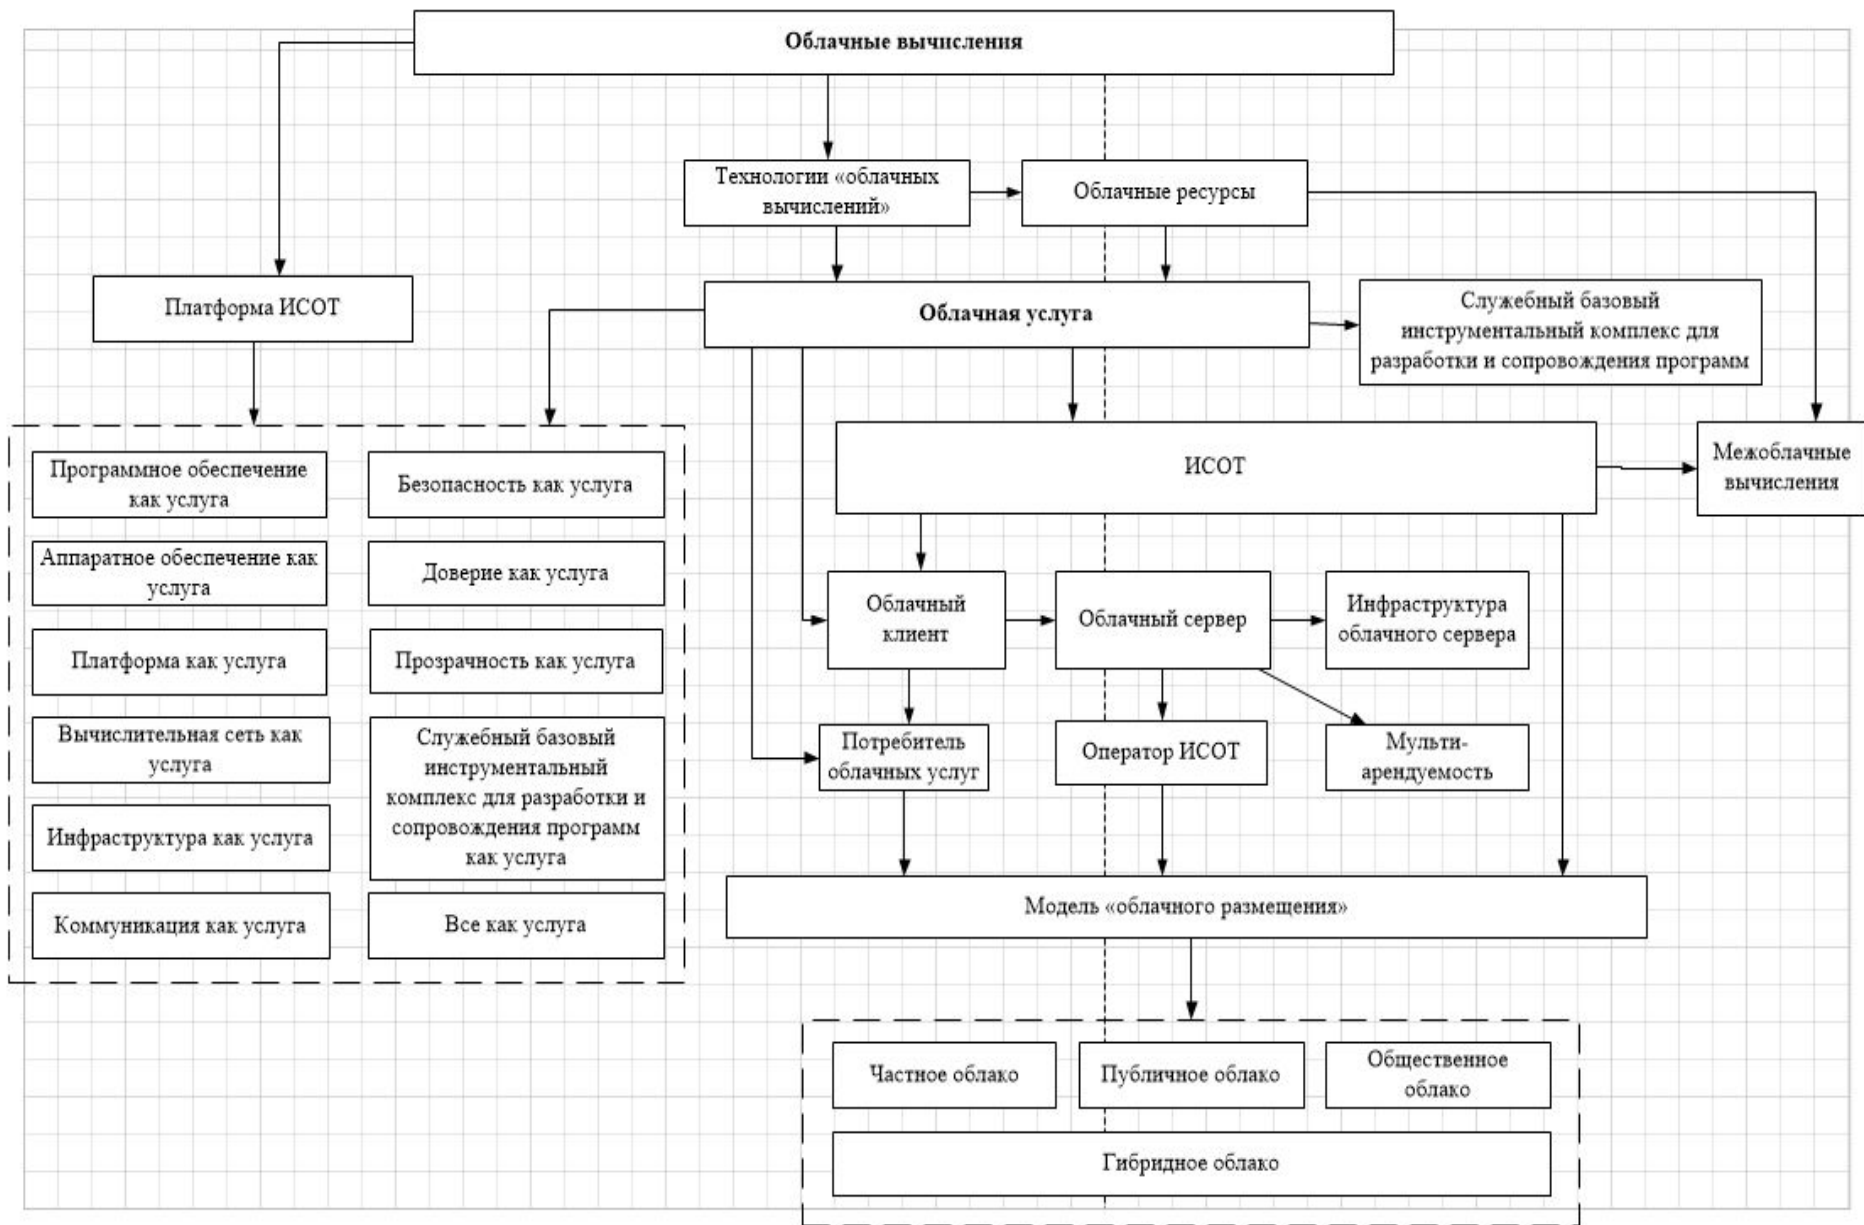 Облачные вычисления
Технологии «облачных
вычислений»
Облачные ресурсы
Платформа ИСОТ
Облачная услуга
Служебный базовый
инструментальный комплекс для
разработки и сопровождения программ
ИСОТ
Межоблачные
вычисления
Программное обеспечение
как услуга
Безопасность как услуга
Аппаратное обеспечение как
услуга
Доверие как услуга
Платформа как услуга
Прозрачность как услуга
Вычислительная сеть как
услуга
Служебный базовый
инструментальный
комплекс для разработки и
сопровождения программ
как услуга
Инфраструктура как услуга
Коммуникация как услуга
Все как услуга
Облачный
клиент
Облачный сервер
Инфраструктура
облачного сервера
Потребитель
облачных услуг
Оператор ИСОТ
Мульти-
арендуемость
Модель «облачного размещения»
Частное облако
Публичное облако
Общественное
облако
Гибридное облако